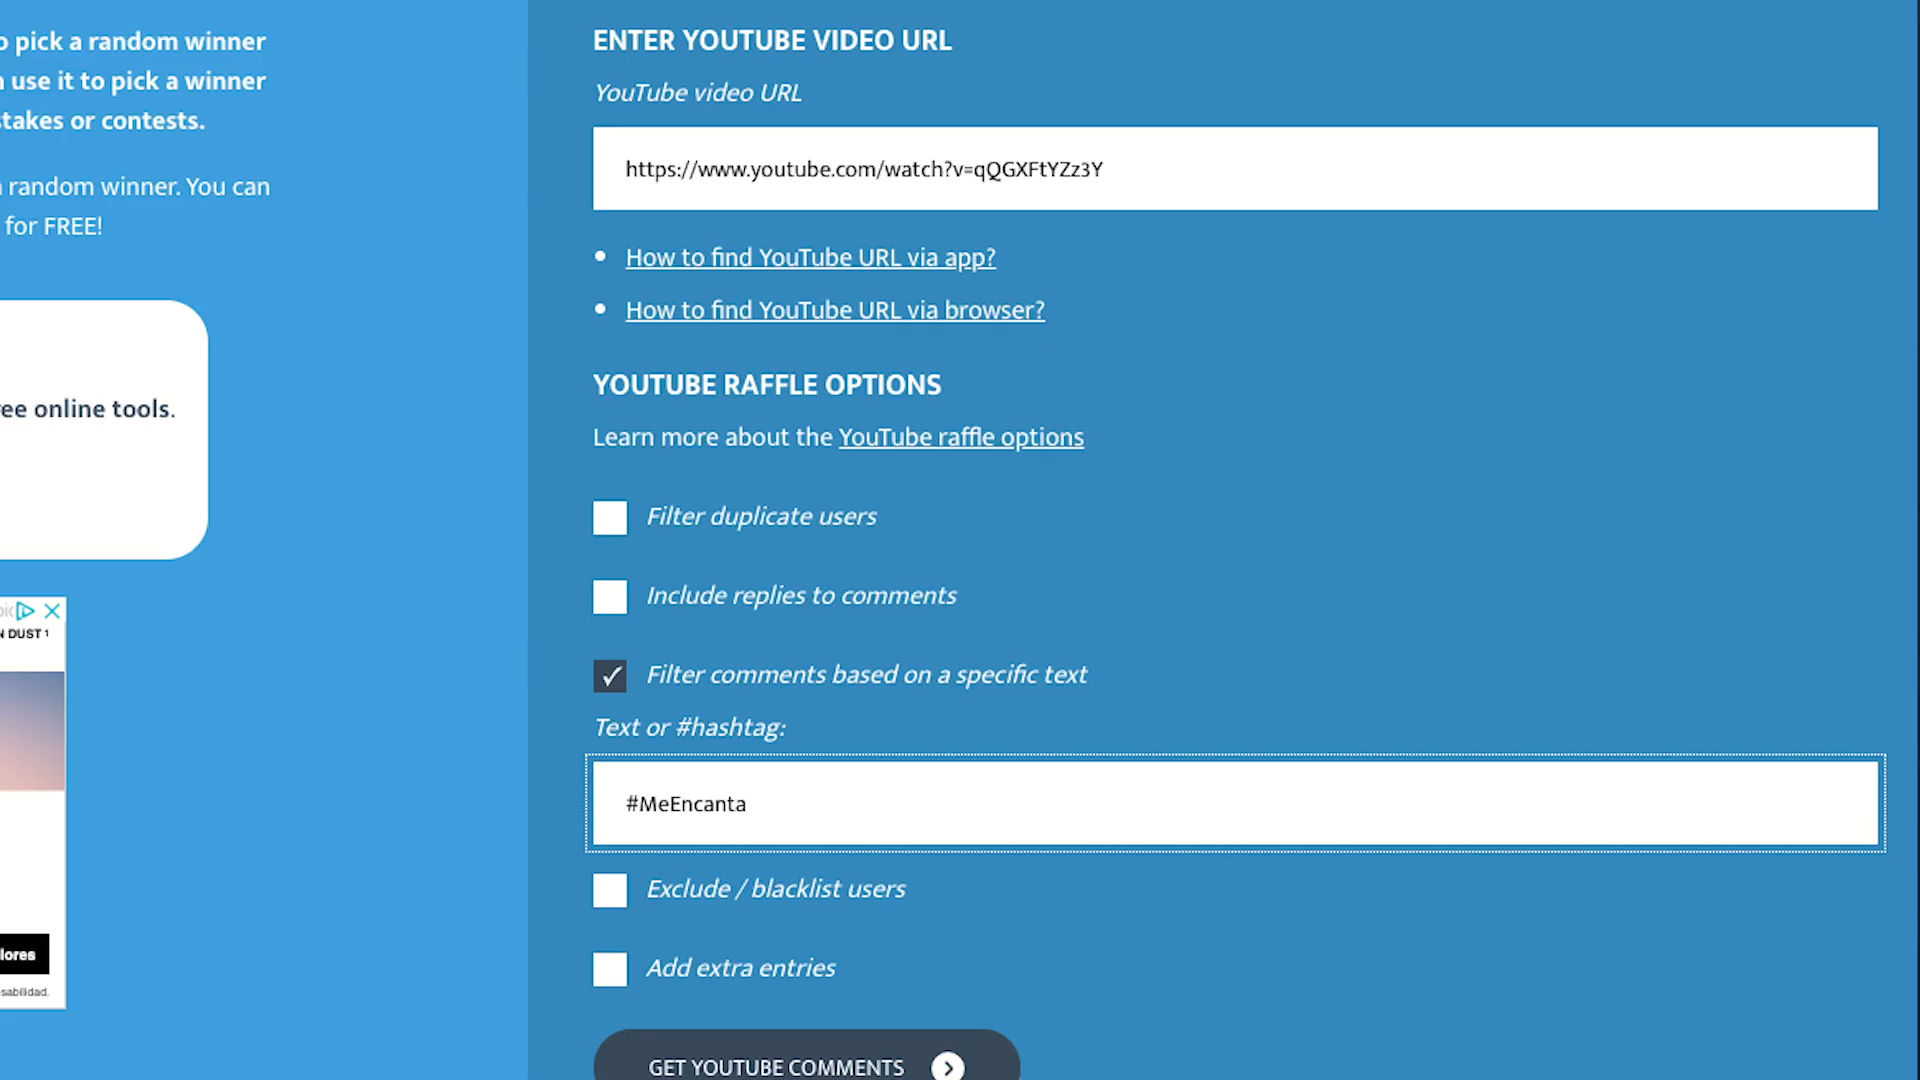 pick a random winner
use it to pick a winner
or contests.
random winner. You can
for FREE!
online tools.
DUST 1
ENTER YOUTUBE VIDEO URL
YouTube video URL
https://www.youtube.com/watch?v=qQGXFtYZz3Y
How to find YouTube URL via app?
How to find YouTube URL via browser?
YOUTUBE RAFFLE OPTIONS
Learn more about the YouTube raffle options
Filter duplicate users
Include replies to comments
Filter comments based on a specific text
Text or #hashtag:
#MeEncanta
Exclude / blacklist users
Add extra entries
GET YOUTUBE COMMENTS